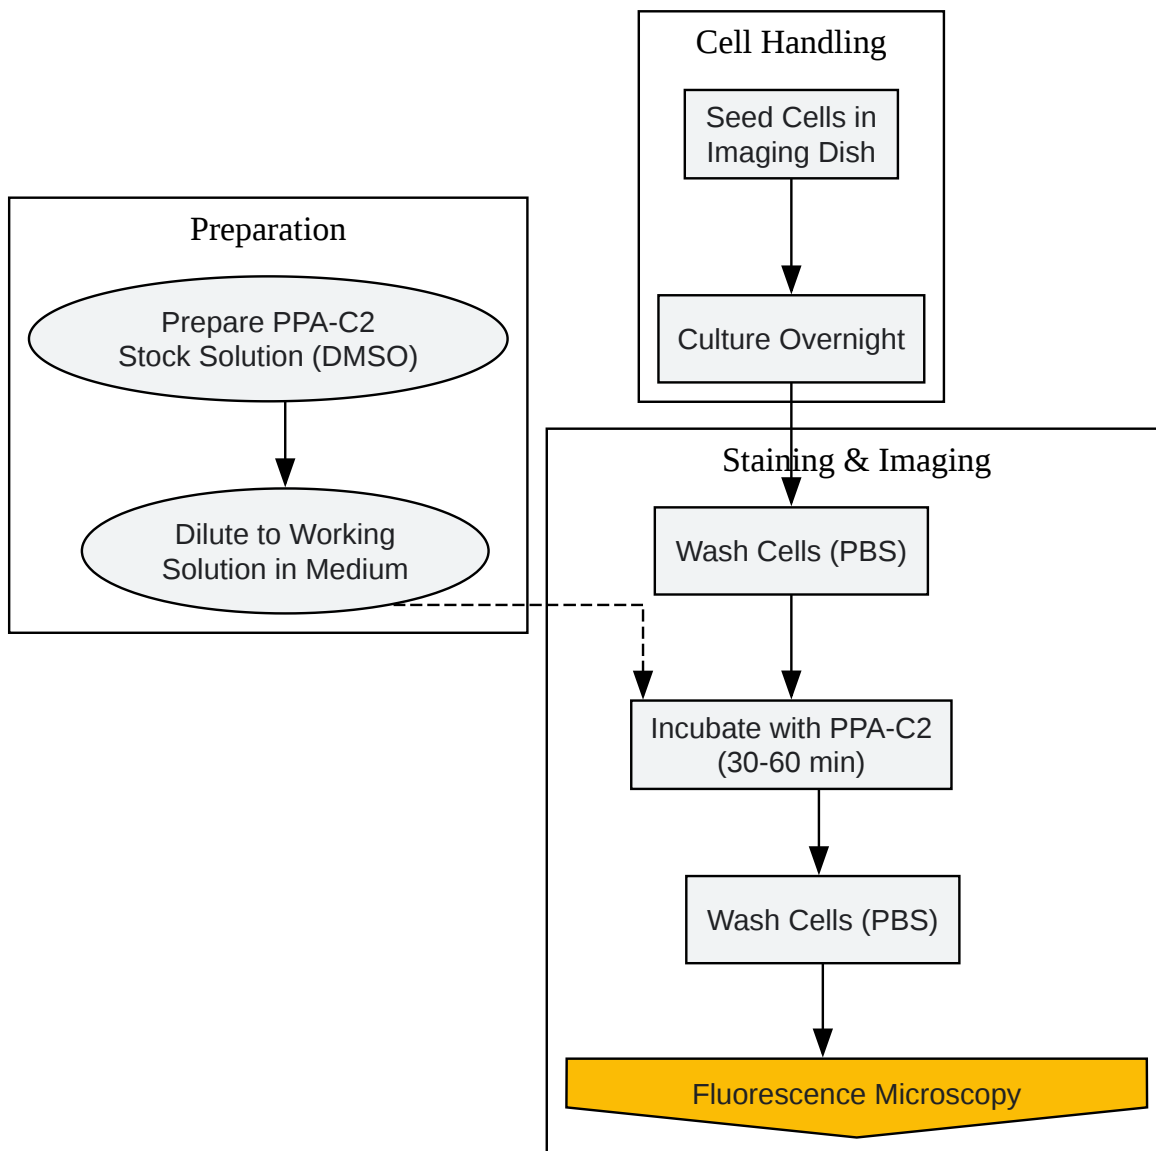 Cell Handling
Seed Cells in
Imaging Dish
Culture Overnight
Preparation
Prepare PPA-C2
Stock Solution (DMSO)
Dilute to Working
Solution in Medium
Staining & Imaging
Wash Cells (PBS)
Incubate with PPA-C2
(30-60 min)
Wash Cells (PBS)
Fluorescence Microscopy